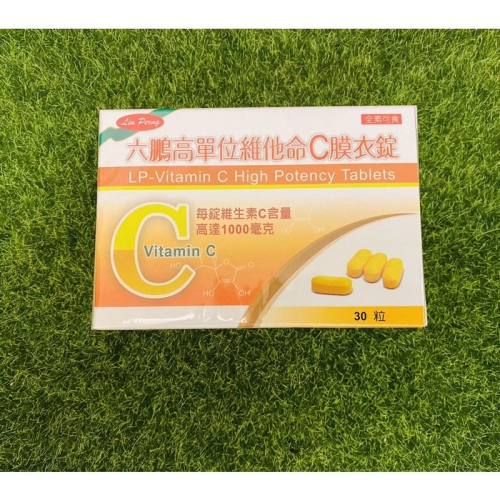 Liu Perng
全素可食
六鵬高單位維他命C膜衣錠
LP-Vitamin C High Potency Tablets
C
每錠維生素C含量
高達1000毫克
Vitamin C
30 粒